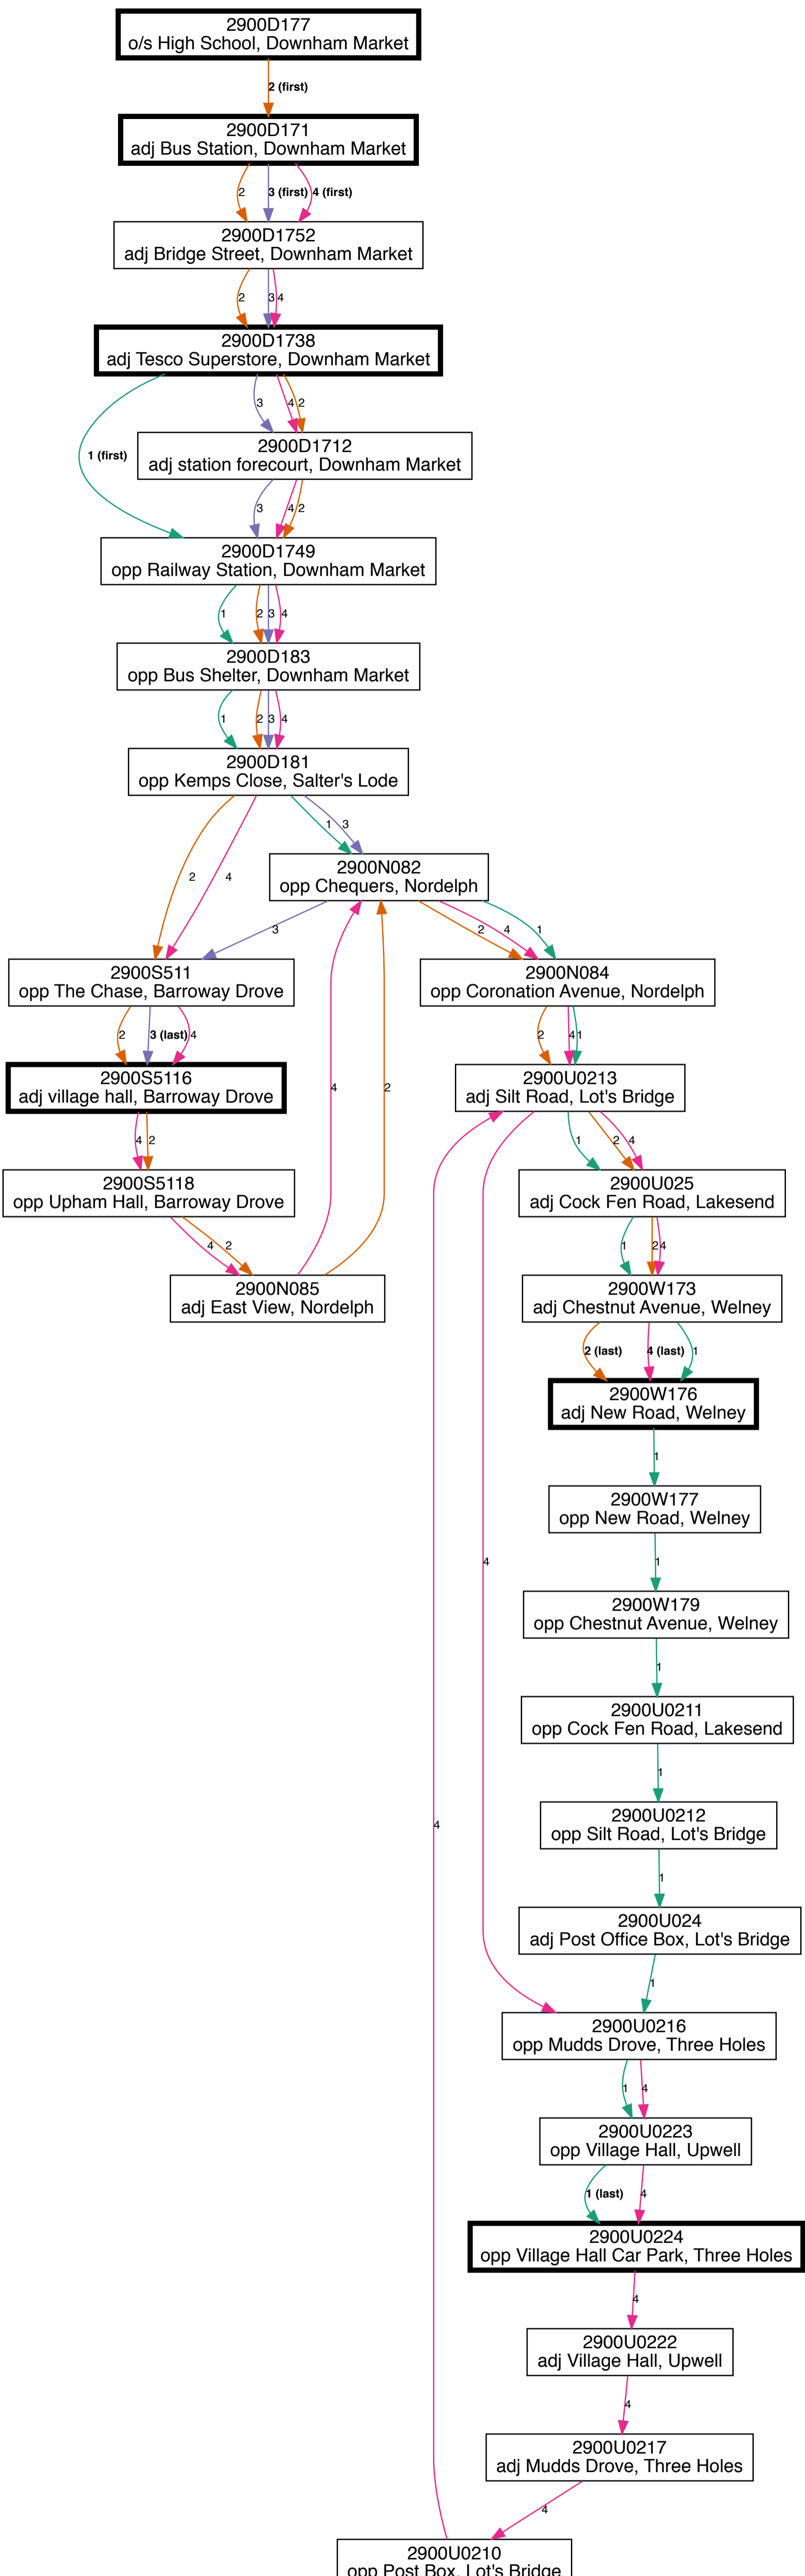 2900D177
o/s High School, Downham Market
2 (first)
2900D171
adj Bus Station, Downham Market
2
3 (first)
4 (first)
2900D1752
adj Bridge Street, Downham Market
2
3
4
2900D1738
adj Tesco Superstore, Downham Market
1 (first)
3
4
2
2900D1712
adj station forecourt, Downham Market
3
4
2
2900D1749
opp Railway Station, Downham Market
1
2
3
4
2900D183
opp Bus Shelter, Downham Market
1
2
3
4
2900D181
opp Kemps Close, Salter's Lode
2
4
1
3
2900N082
opp Chequers, Nordelph
3
2
4
1
2900S511
opp The Chase, Barroway Drove
2900N084
opp Coronation Avenue, Nordelph
2
3 (last)
4
2
4
1
2900S5116
adj village hall, Barroway Drove
4
2
2900U0213
adj Silt Road, Lot's Bridge
4
2
1
2
4
2900S5118
opp Upham Hall, Barroway Drove
2900U025
adj Cock Fen Road, Lakesend
4
2
1
2
4
2900N085
adj East View, Nordelph
2900W173
adj Chestnut Avenue, Welney
2 (last)
4 (last)
1
2900W176
adj New Road, Welney
1
2900W177
opp New Road, Welney
4
1
2900W179
opp Chestnut Avenue, Welney
1
2900U0211
opp Cock Fen Road, Lakesend
1
2900U0212
opp Silt Road, Lot's Bridge
4
1
2900U024
adj Post Office Box, Lot's Bridge
1
2900U0216
opp Mudds Drove, Three Holes
1
4
2900U0223
opp Village Hall, Upwell
1 (last)
4
2900U0224
opp Village Hall Car Park, Three Holes
4
2900U0222
adj Village Hall, Upwell
4
2900U0217
adj Mudds Drove, Three Holes
4
2900U0210
opp Post Box, Lot's Bridge